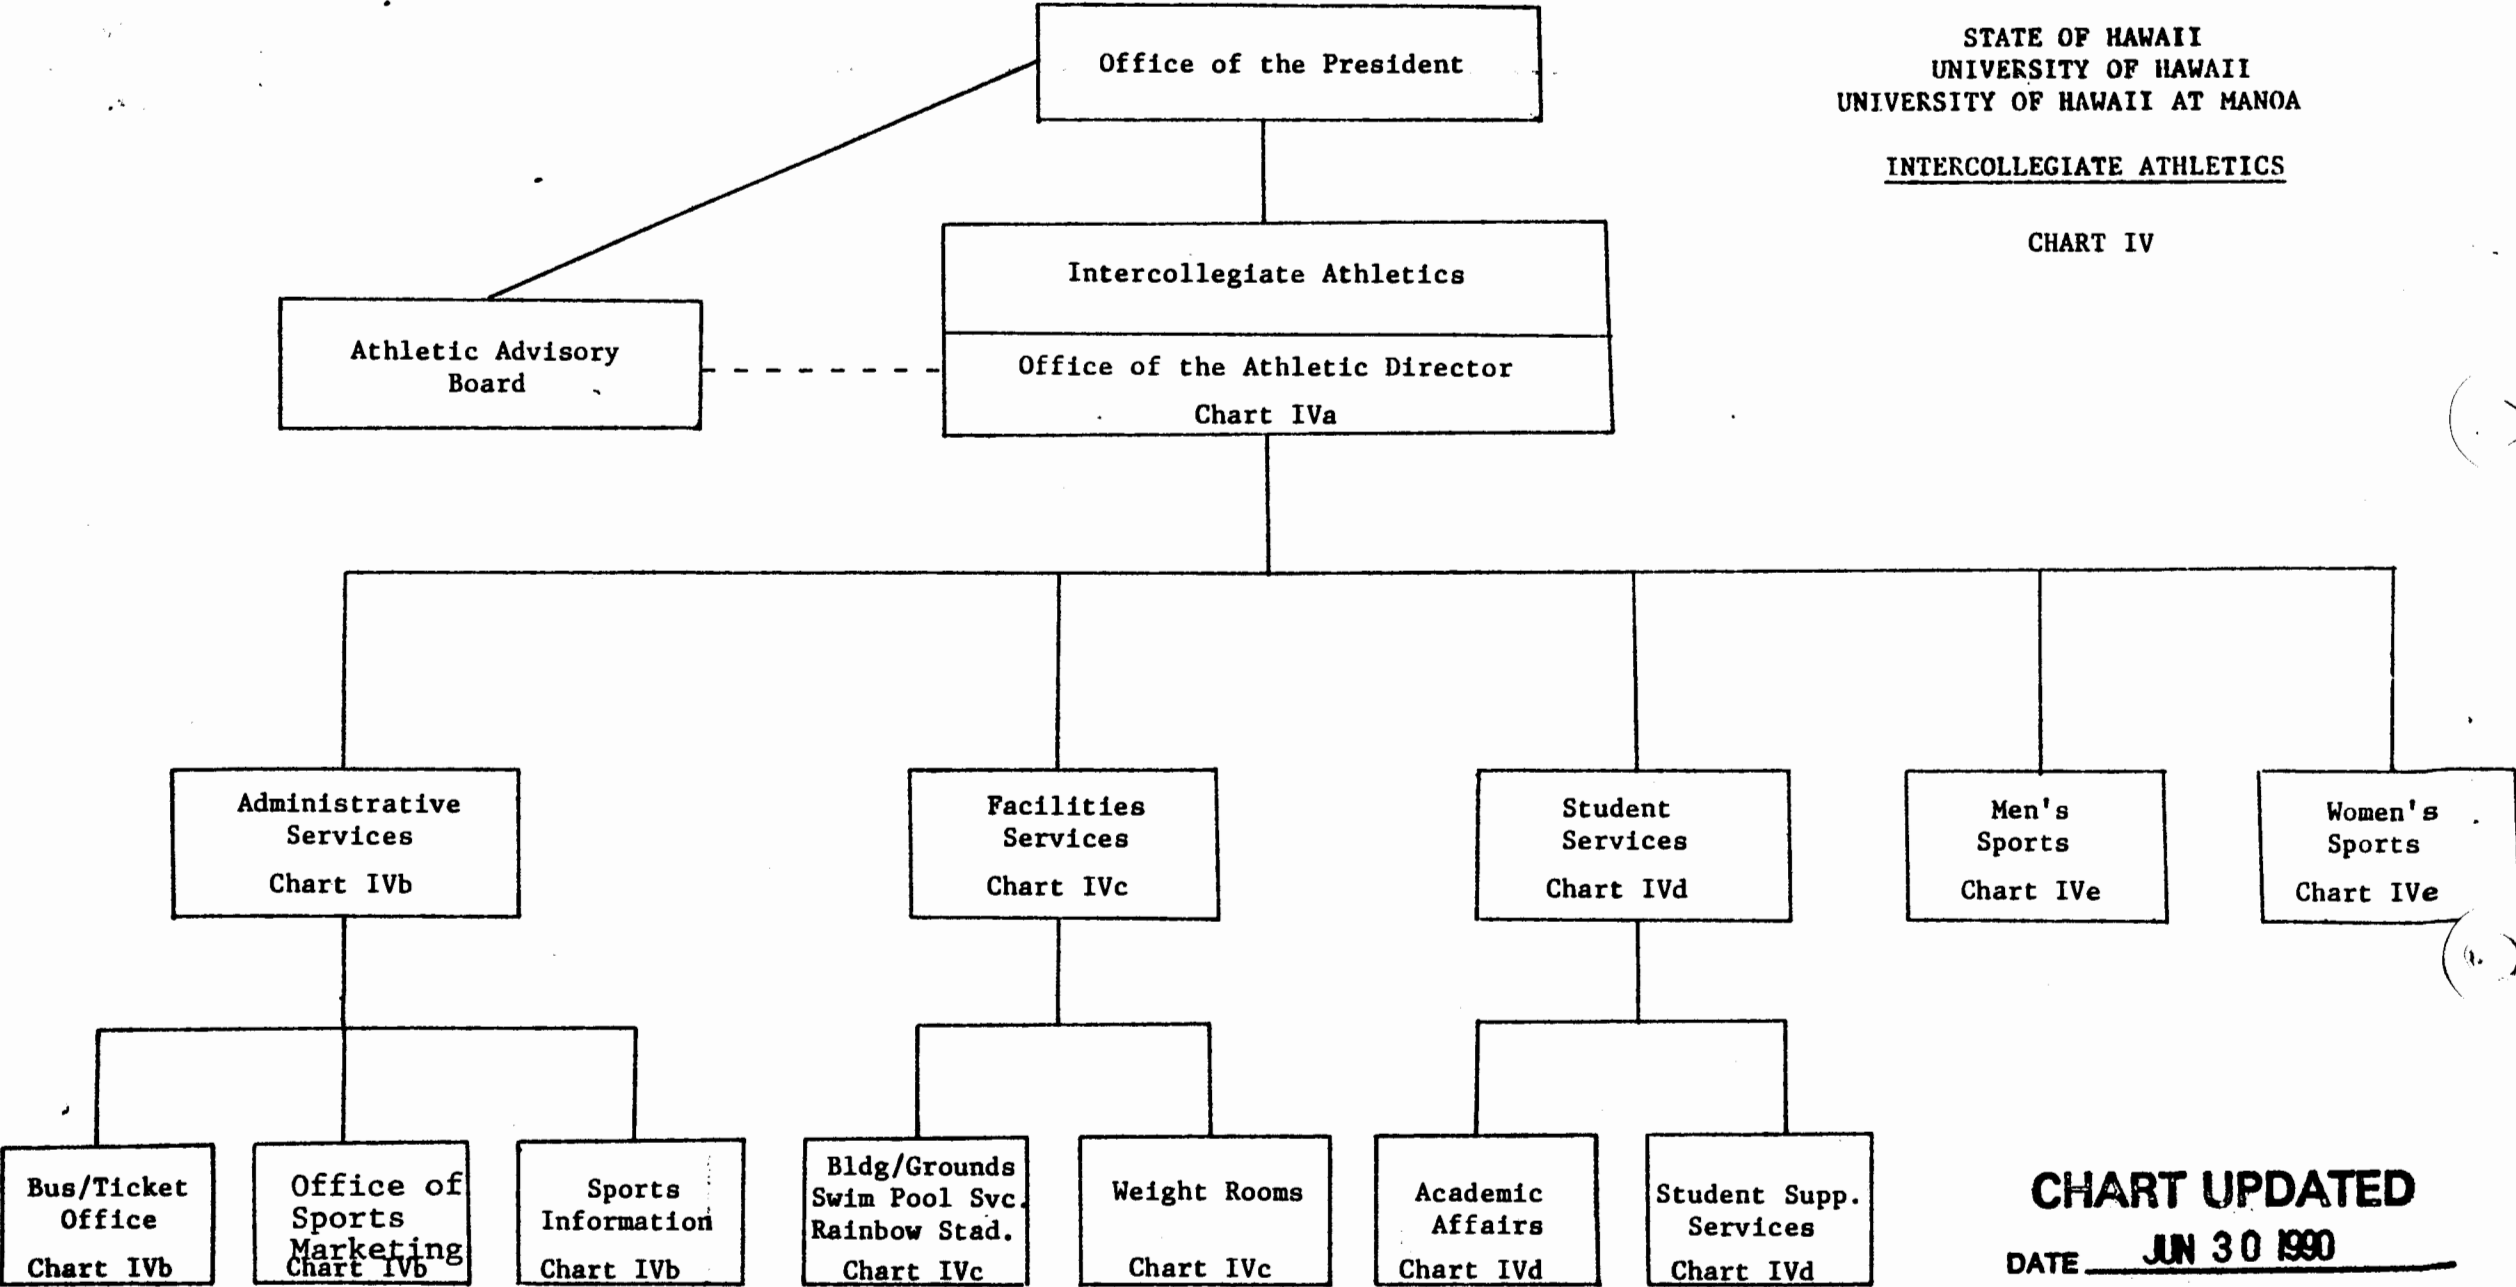 Office of the President
STATE OF HAWAII
UNIVERSITY OF HAWAII
UNIVERSITY OF HAWAII AT MANOA
INTERCOLLEGIATE ATHLETICS
CHART IV
Intercollegiate Athletics
Office of the Athletic Director
Chart IVa
Athletic Advisory
Board
Administrative
Services
Chart IVb
Facilities
Services
Chart IVc
Student
Services
Chart IVd
Men's
Sports
Chart IVe
Women's
Sports
Chart IVe
Bus/Ticket
Office
Chart IVb
Office of
Sports
Marketing
Chart IVb
Sports
Information
Chart IVb
Bldg/Grounds
Swim Pool Svc.
Rainbow Stad.
Chart IVc
Weight Rooms
Chart IVc
Academic
Affairs
Chart IVd
Student Supp.
Services
Chart IVd
CHART UPDATED
DATE JUN 30 1990